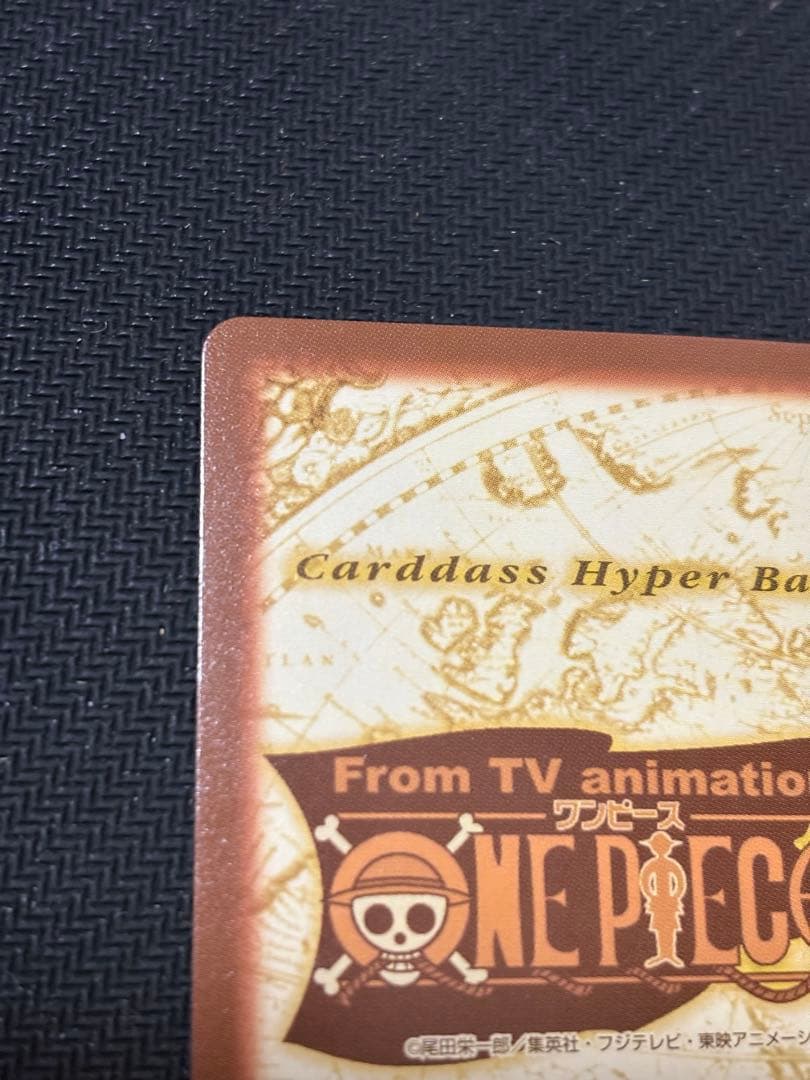 Carddass Hyper Ba
TLAN
From TV animatio
ワンピース
ONE PIECE
©尾田栄一郎／集英社・フジテレビ・東映アニメーシ